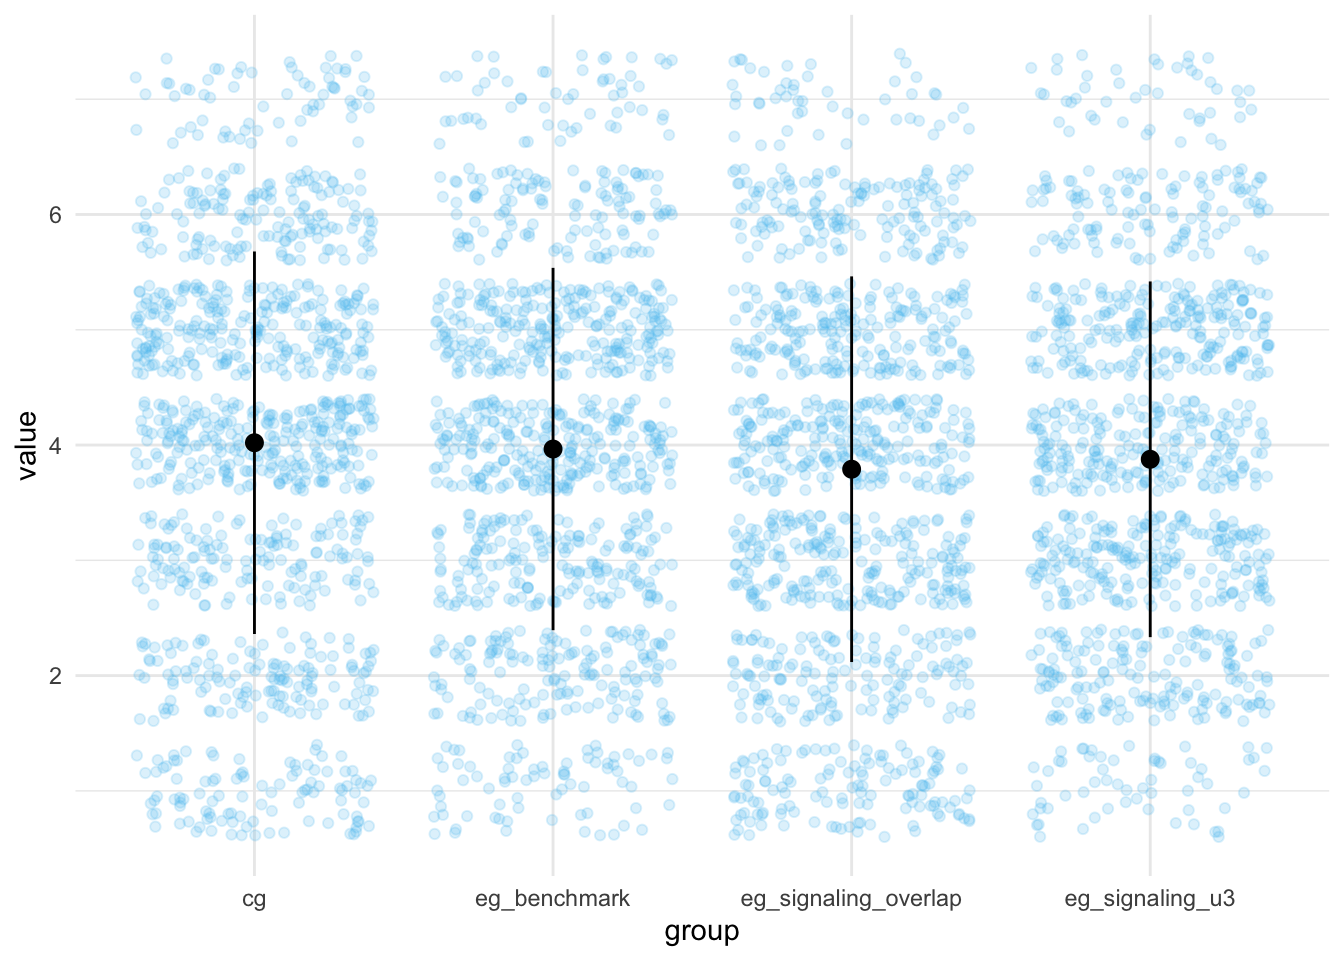 value
6
4
2
cg
eg_benchmark
eg_signaling_overlap
eg_signaling_u3
group